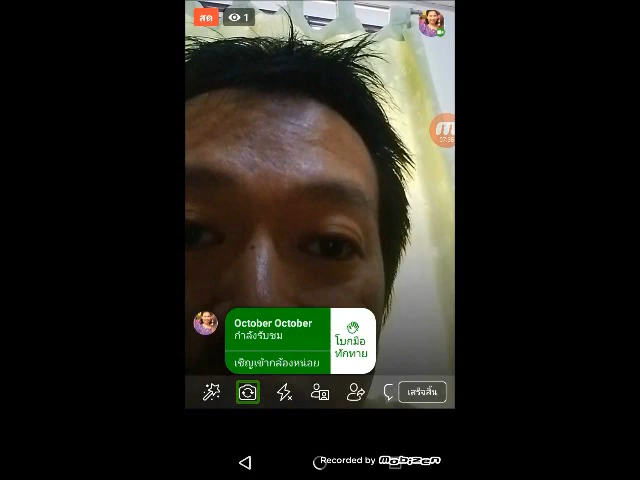 สด
1
07:36
October October
กำลังรับชม
เชิญเข้ากล้องหน่อย
โบกมือ
ทักทาย
เสร็จสิ้น
Recorded by mobizen